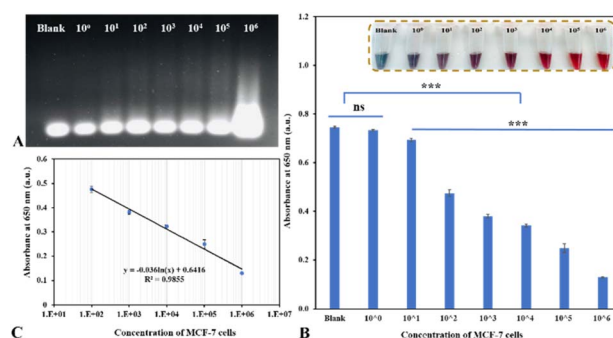 Blank 10⁰ 10¹ 10² 10³ 10⁴ 10⁵ 10⁶
A
0.6
0.5
0.4
0.3
0.2
0.1
0
Absorbance at 650 nm (a.u.)
y = -0.036ln(x) + 0.6416
R² = 0.9855
1.E+01 1.E+02 1.E+03 1.E+04 1.E+05 1.E+06 1.E+07
C
Concentration of MCF-7 cells
Blank 10⁰ 10¹ 10² 10³ 10⁴ 10⁵ 10⁶
1.2
1.0
0.8
0.6
0.4
0.2
0.0
Absorbance at 650 nm (a.u.)
***
ns
***
Blank 10^0 10^1 10^2 10^3 10^4 10^5 10^6
B
Concentration of MCF-7 cells